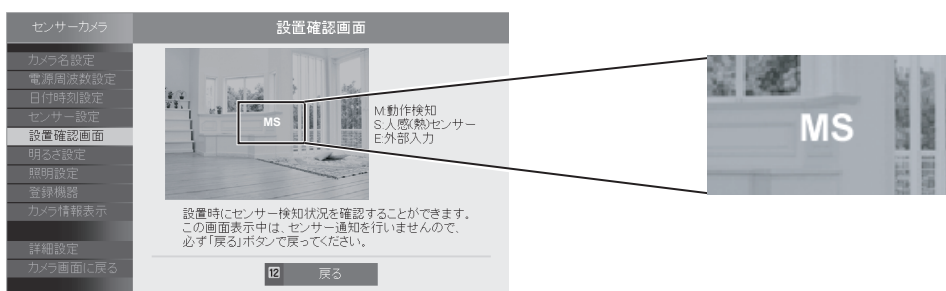 センサーカメラ
設置確認画面
カメラ名設定
電源周波数設定
日付時刻設定
センサー設定
設置確認画面
明るさ設定
照明設定
登録機器
カメラ情報表示
詳細設定
カメラ画面に戻る
MS
M:動作検知
S:人感(熱)センサー
E:外部入力
設置時にセンサー検知状況を確認することができます。
この画面表示中は、センサー通知を行いませんので、
必ず「戻る」ボタンで戻ってください。
12 戻る
MS